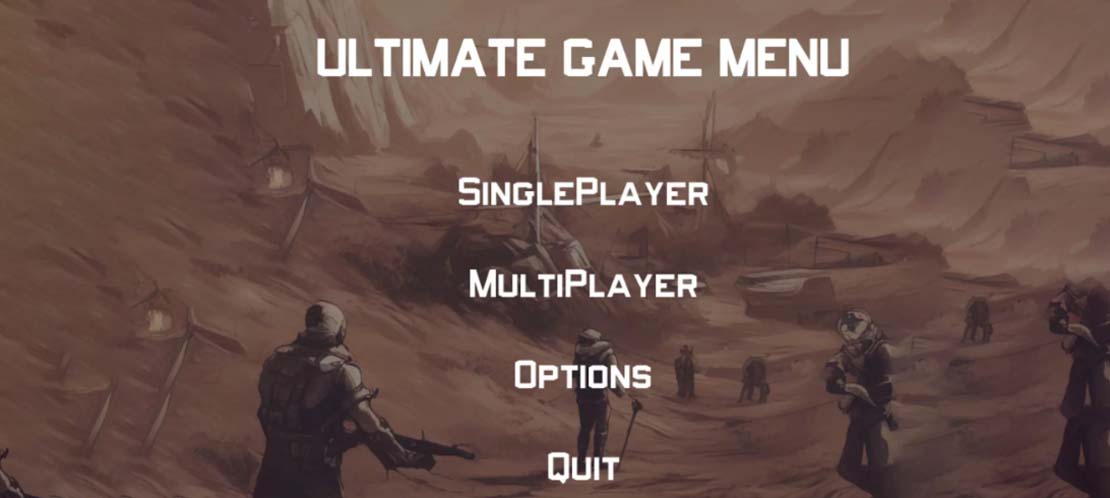 ULTIMATE GAME MENU
SINGLEPLAYER
MULTIPLAYER
OPTIONS
QUIT